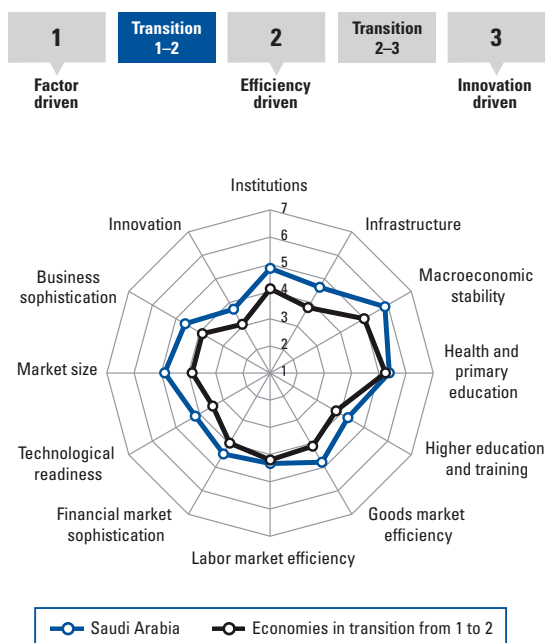 1
Transition
1–2
2
Transition
2–3
3
Factor
driven
Efficiency
driven
Innovation
driven
Institutions
7
Innovation
Infrastructure
6
5
Business
sophistication
Macroeconomic
stability
4
3
2
Market size
1
Health and
primary
education
Technological
readiness
Higher education
and training
Financial market
sophistication
Goods market
efficiency
Labor market efficiency
Saudi Arabia
Economies in transition from 1 to 2